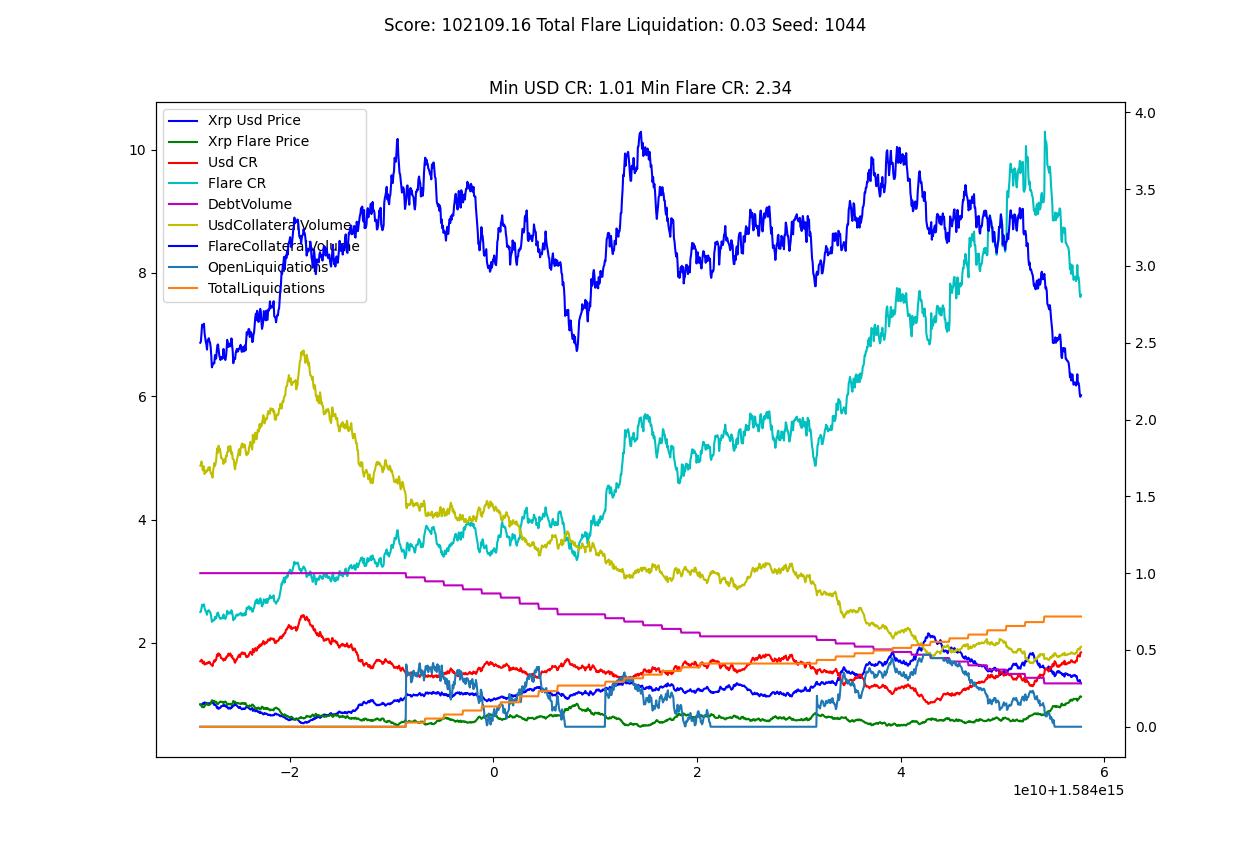 Score: 102109.16 Total Flare Liquidation: 0.03 Seed: 1044
Min USD CR: 1.01 Min Flare CR: 2.34
Xrp Usd Price
Xrp Flare Price
Usd CR
Flare CR
DebtVolume
UsdCollateralVolume
FlareCollateralVolume
OpenLiquidations
TotalLiquidations
10
8
6
4
2
4.0
3.5
3.0
2.5
2.0
1.5
1.0
0.5
0.0
−2 0 2 4 6
1e10+1.584e15